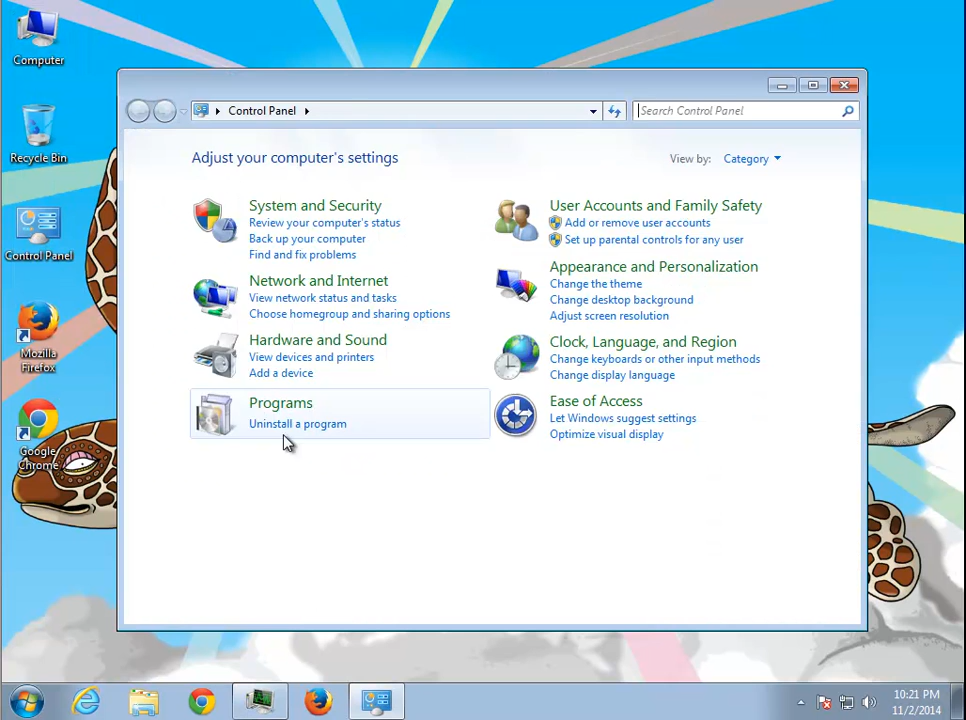 Computer
Recycle Bin
Control Panel
Mozilla
Firefox
Google
Chrome
Control Panel
Search Control Panel
Adjust your computer's settings
View by: Category
System and Security
Review your computer's status
Back up your computer
Find and fix problems
Network and Internet
View network status and tasks
Choose homegroup and sharing options
Hardware and Sound
View devices and printers
Add a device
Programs
Uninstall a program
User Accounts and Family Safety
Add or remove user accounts
Set up parental controls for any user
Appearance and Personalization
Change the theme
Change desktop background
Adjust screen resolution
Clock, Language, and Region
Change keyboards or other input methods
Change display language
Ease of Access
Let Windows suggest settings
Optimize visual display
10:21 PM
11/2/2014